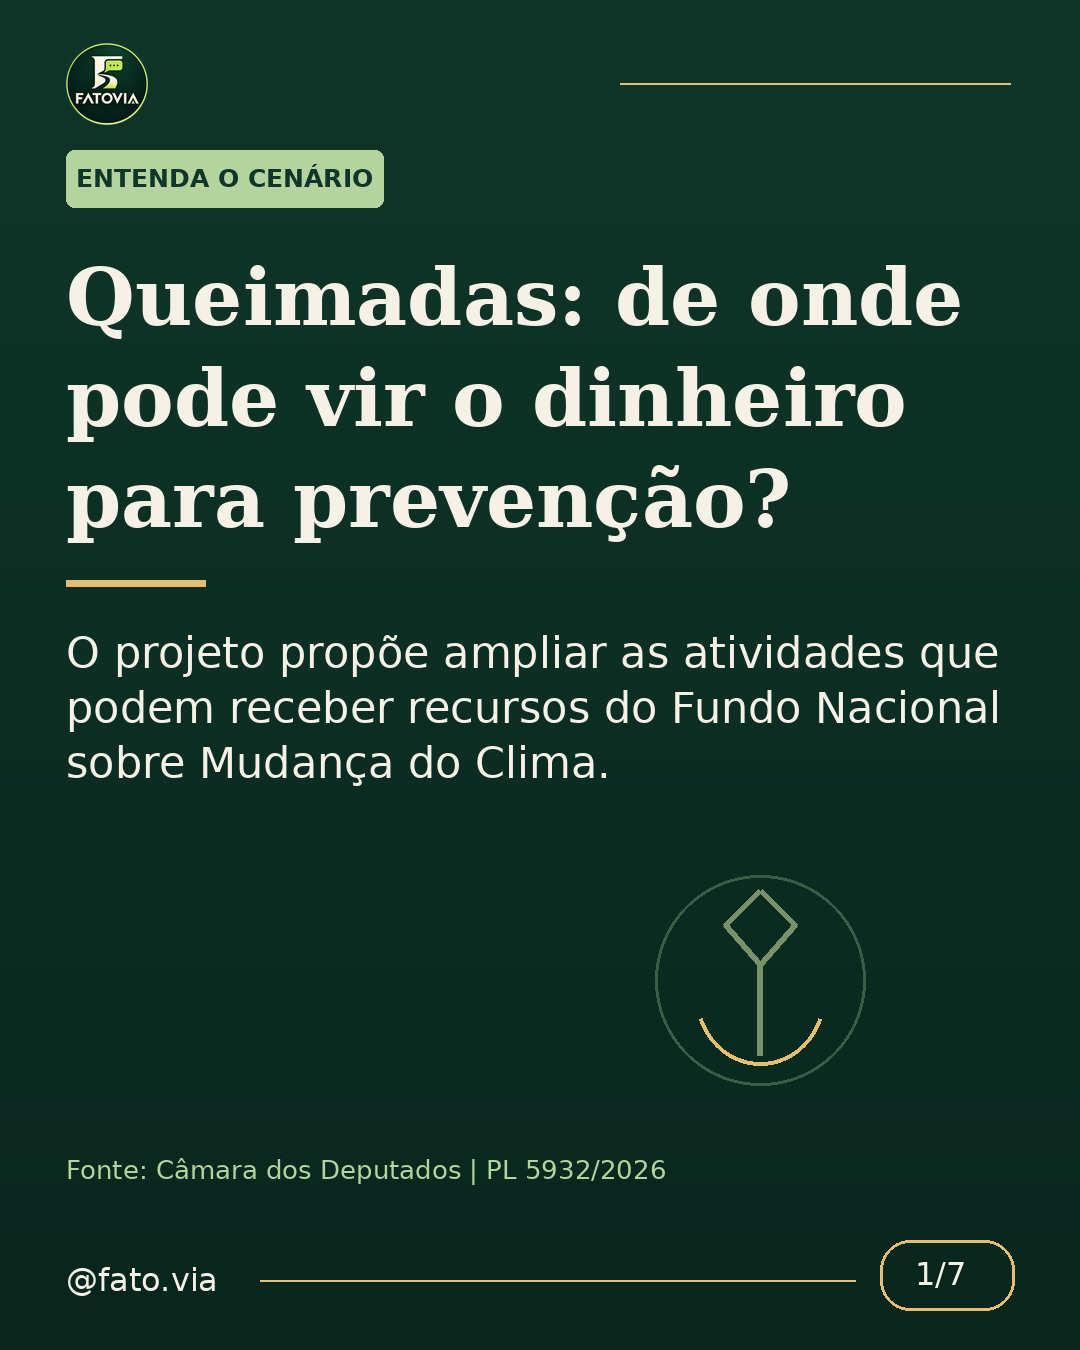 FATOVIA
ENTENDA O CENÁRIO
Queimadas: de onde
pode vir o dinheiro
para prevenção?
O projeto propõe ampliar as atividades que
podem receber recursos do Fundo Nacional
sobre Mudança do Clima.
Fonte: Câmara dos Deputados | PL 5932/2026
@fato.via
1/7